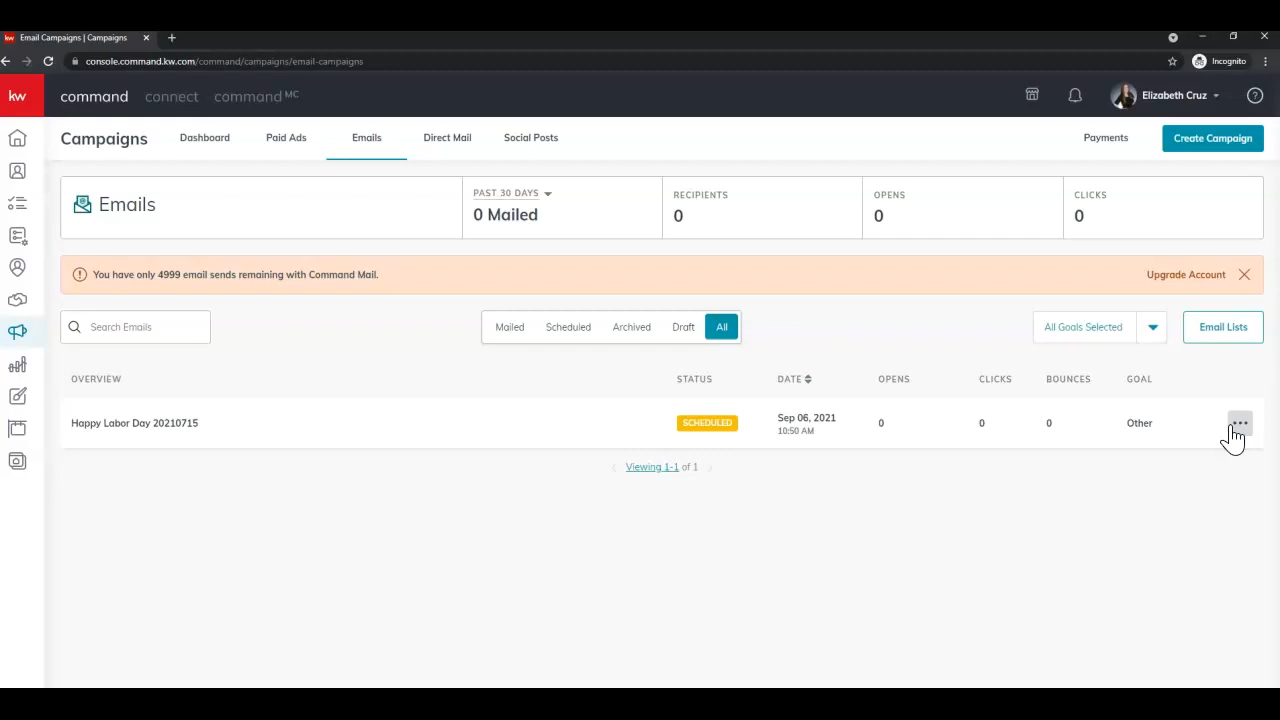 kw Email Campaigns | Campaigns
console.command.kw.com/command/campaigns/email-campaigns
Incognito
kw command connect command MC Elizabeth Cruz
Campaigns Dashboard Paid Ads Emails Direct Mail Social Posts Payments Create Campaign
Emails
PAST 30 DAYS
0 Mailed
RECIPIENTS
0
OPENS
0
CLICKS
0
You have only 4999 email sends remaining with Command Mail. Upgrade Account
Search Emails Mailed Scheduled Archived Draft All All Goals Selected Email Lists
OVERVIEW STATUS DATE OPENS CLICKS BOUNCES GOAL
Happy Labor Day 20210715 SCHEDULED Sep 06, 2021 0 0 0 Other
10:50 AM
Viewing 1-1 of 1